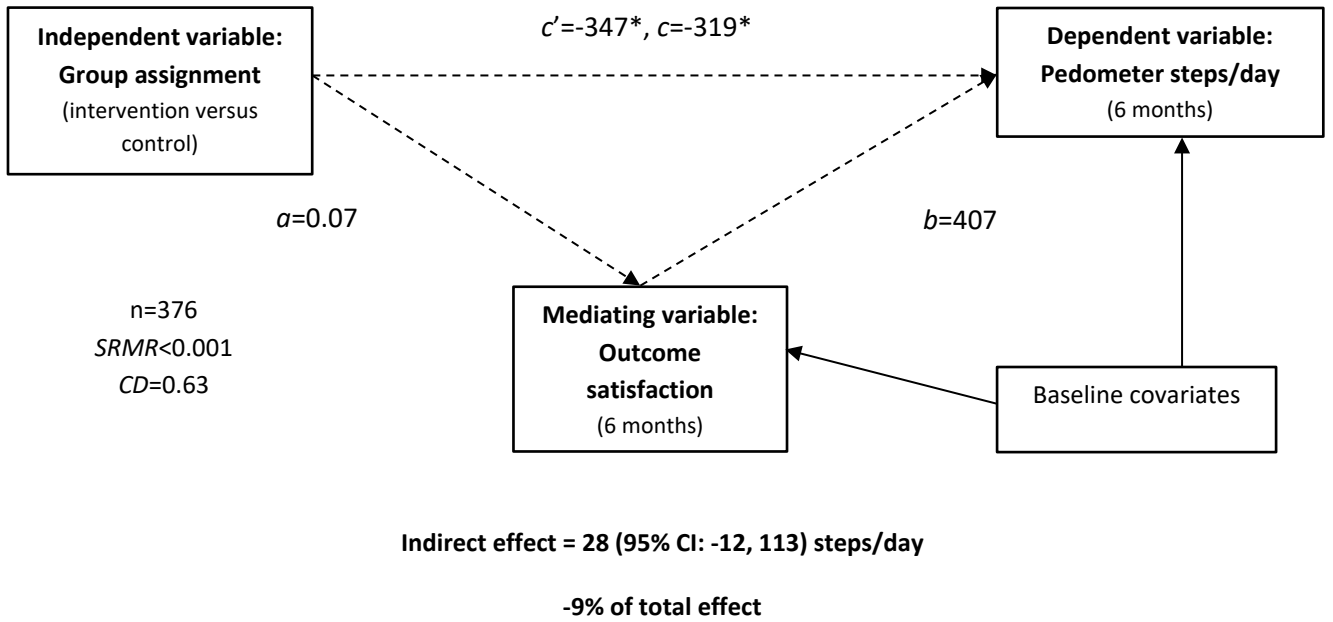 Independent variable:
Group assignment
(intervention versus
control)
c’=-347*, c=-319*
Dependent variable:
Pedometer steps/day
(6 months)
a=0.07
b=407
n=376
SRMR<0.001
CD=0.63
Mediating variable:
Outcome
satisfaction
(6 months)
Baseline covariates
Indirect effect = 28 (95% CI: -12, 113) steps/day
-9% of total effect